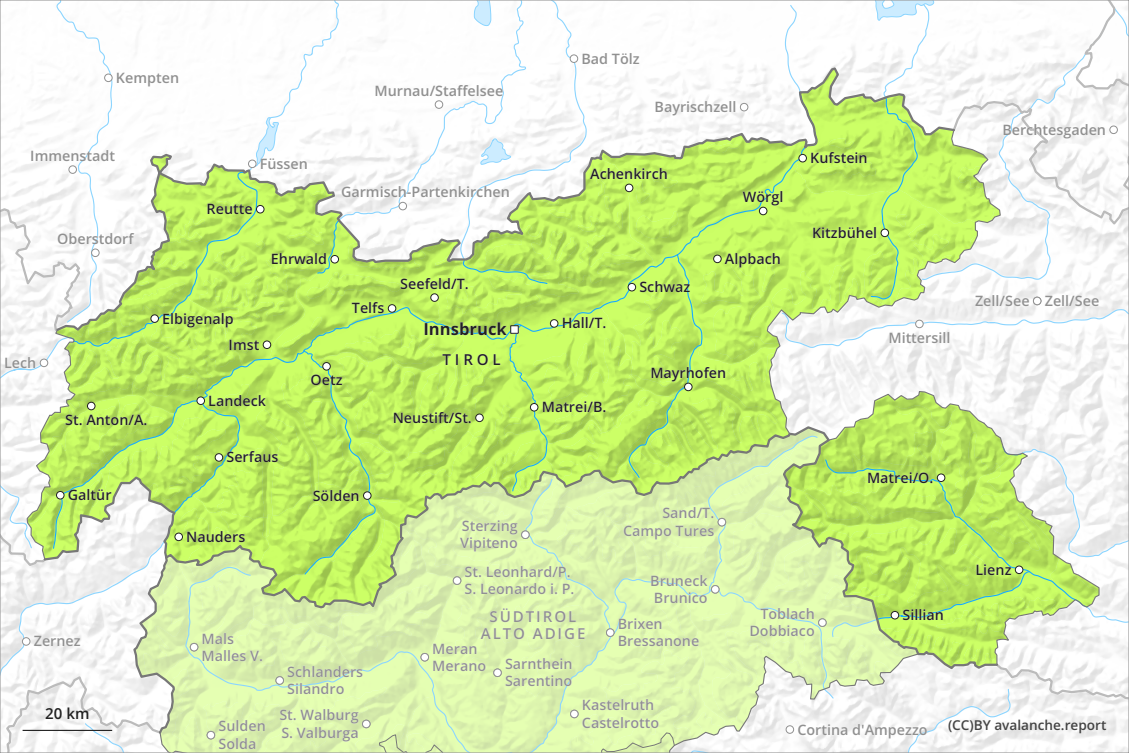 Kempten
Bad Tölz
Murnau/Staffelsee
Bayrischzell
Berchtesgaden
Immenstadt
Füssen
Kufstein
Achenkirch
Garmisch-Partenkirchen
Wörgl
Reutte
Kitzbühel
Oberstdorf
Ehrwald
Alpbach
Seefeld/T.
Schwaz
Zell/See
Zell/See
Telfs
Elbigenalp
Innsbruck
Hall/T.
Mittersill
Imst
TIROL
Lech
Oetz
Mayrhofen
Landeck
Matrei/B.
St. Anton/A.
Neustift/St.
Serfaus
Matrei/O.
Galtür
Sölden
Sand/T.
Campo Tures
Sterzing
Vipiteno
Nauders
Lienz
St. Leonhard/P.
S. Leonardo i. P.
Bruneck
Brunico
SÜDTIROL
ALTO ADIGE
Toblach
Dobbiaco
Sillian
Brixen
Bressanone
Zernez
Mals
Malles V.
Meran
Merano
Sarnthein
Sarentino
Schlanders
Silandro
20 km
St. Walburg
S. Valburga
Kastelruth
Castelrotto
Sulden
Solda
Cortina d'Ampezzo
(CC)BY avalanche.report